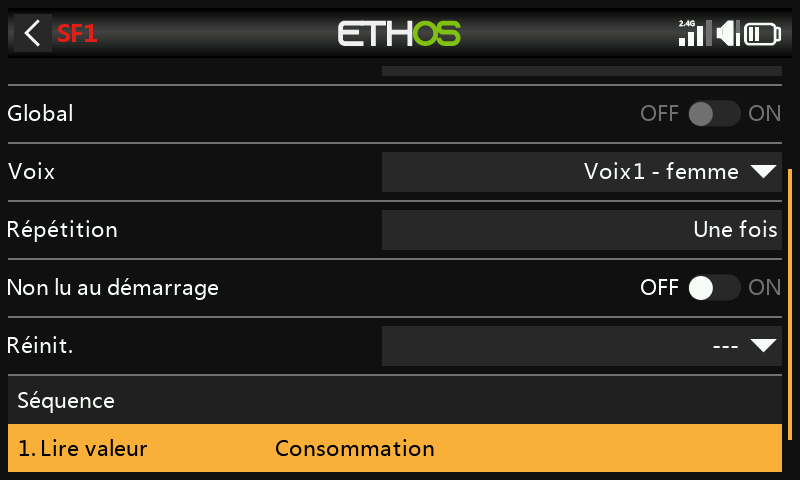 SF1 ETHOS 2.4G
Global OFF ON
Voix Voix1 - femme
Répétition Une fois
Non lu au démarrage OFF ON
Réinit. ---
Séquence
1. Lire valeur Consommation